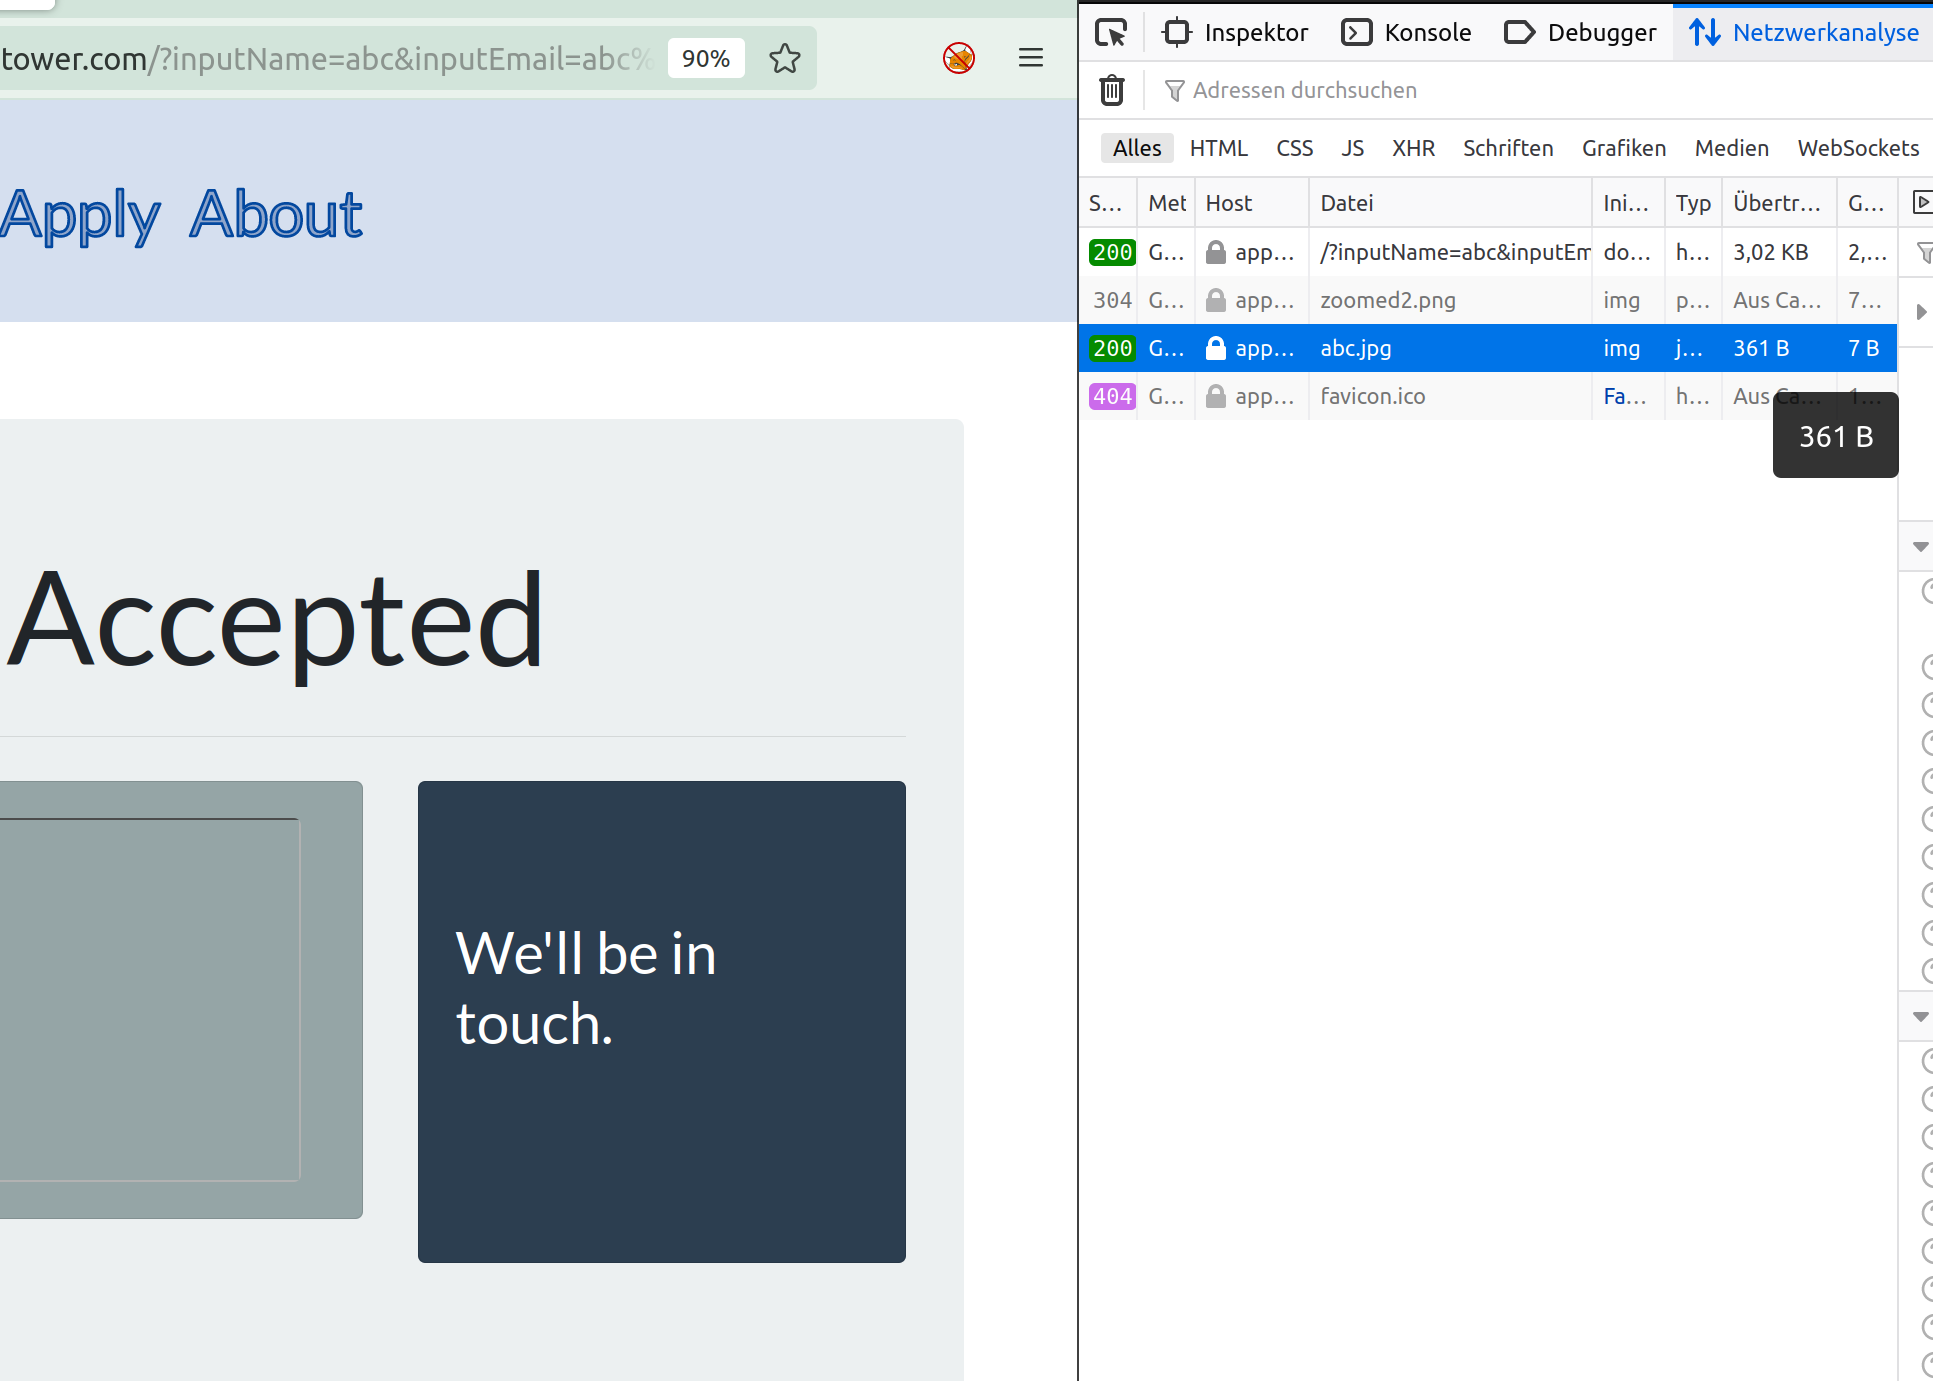 tower.com/?inputName=abc&inputEmail=abc%
90%
Apply About
Accepted
We'll be in
touch.
Inspektor Konsole Debugger Netzwerkanalyse
Adressen durchsuchen
Alles HTML CSS JS XHR Schriften Grafiken Medien WebSockets
S... Met Host Datei Ini... Typ Übertr... G...
200 G... app... /?inputName=abc&inputEm do... h... 3,02 KB 2,...
304 G... app... zoomed2.png img p... Aus Ca... 7...
200 G... app... abc.jpg img j... 361 B 7 B
404 G... app... favicon.ico Fa... h... Aus Ca... 1...
361 B